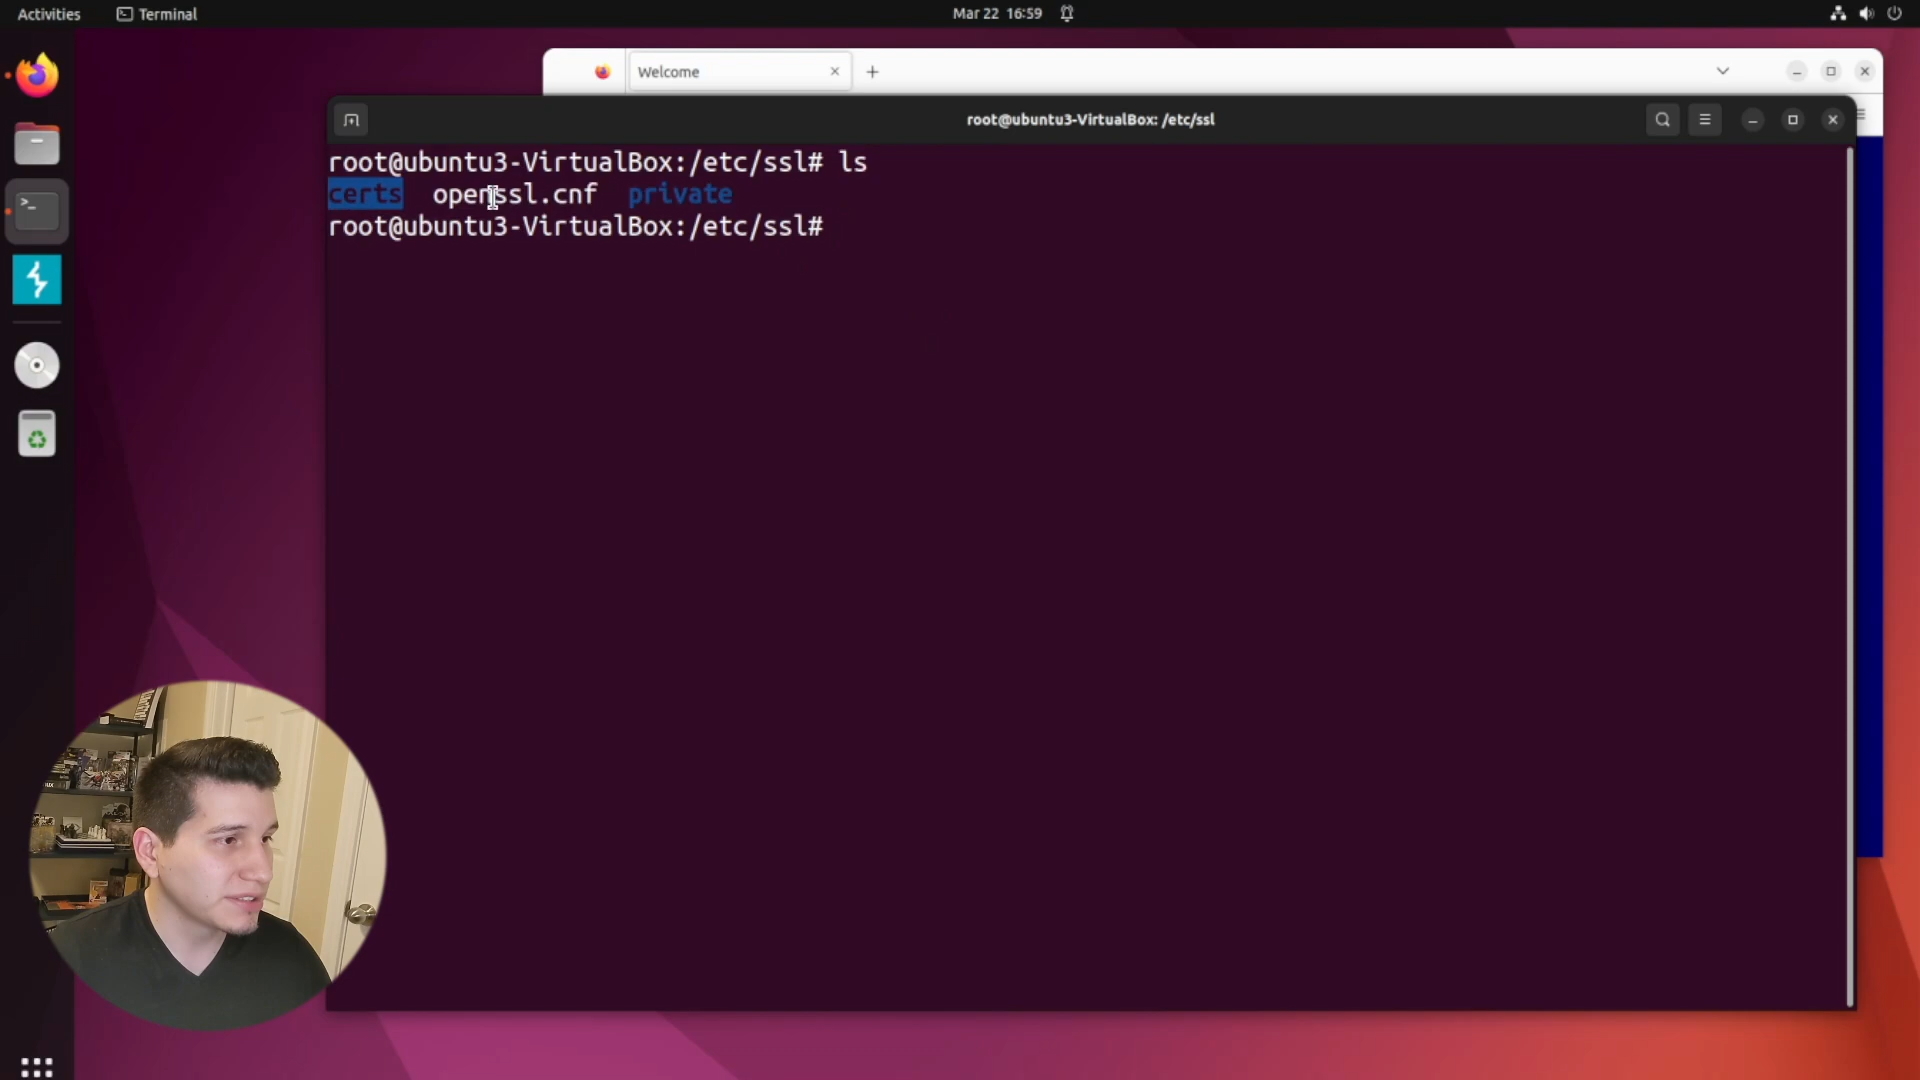 Activities Terminal Mar 22 16:59
Welcome
root@ubuntu3-VirtualBox: /etc/ssl
root@ubuntu3-VirtualBox:/etc/ssl# ls
certs openssl.cnf private
root@ubuntu3-VirtualBox:/etc/ssl#